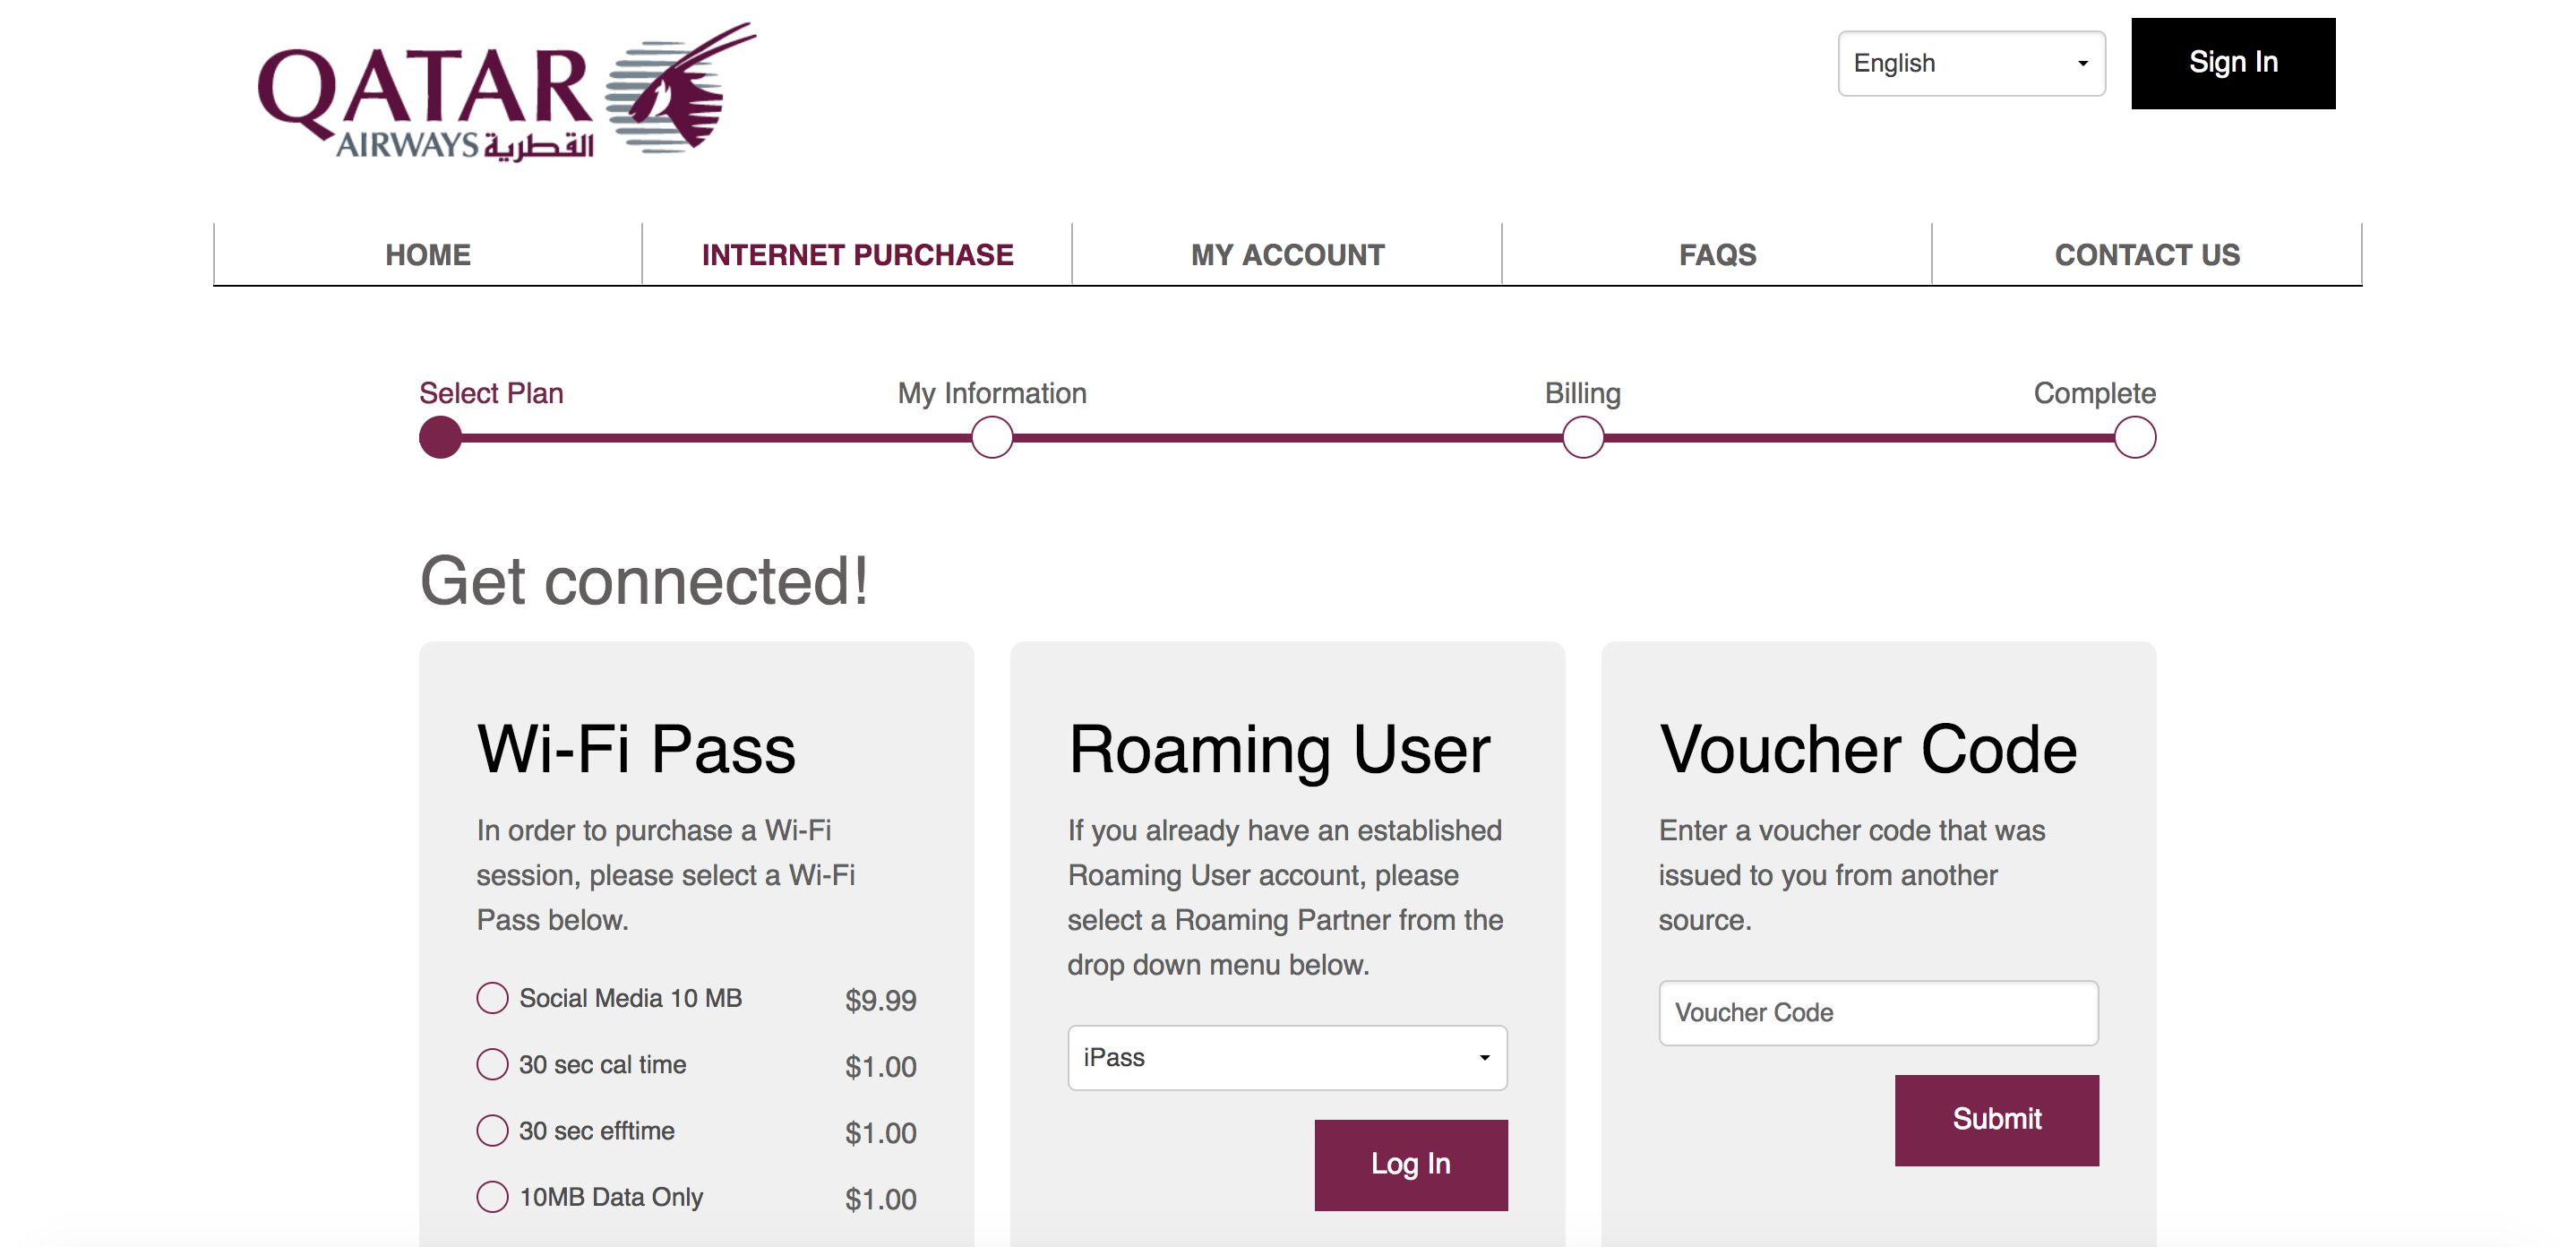 QATAR
AIRWAYS القطرية
English
Sign In
HOME
INTERNET PURCHASE
MY ACCOUNT
FAQS
CONTACT US
Select Plan
My Information
Billing
Complete
Get connected!
Wi-Fi Pass
In order to purchase a Wi-Fi
session, please select a Wi-Fi
Pass below.
Social Media 10 MB $9.99
30 sec cal time $1.00
30 sec efftime $1.00
10MB Data Only $1.00
Roaming User
If you already have an established
Roaming User account, please
select a Roaming Partner from the
drop down menu below.
iPass
Log In
Voucher Code
Enter a voucher code that was
issued to you from another
source.
Voucher Code
Submit